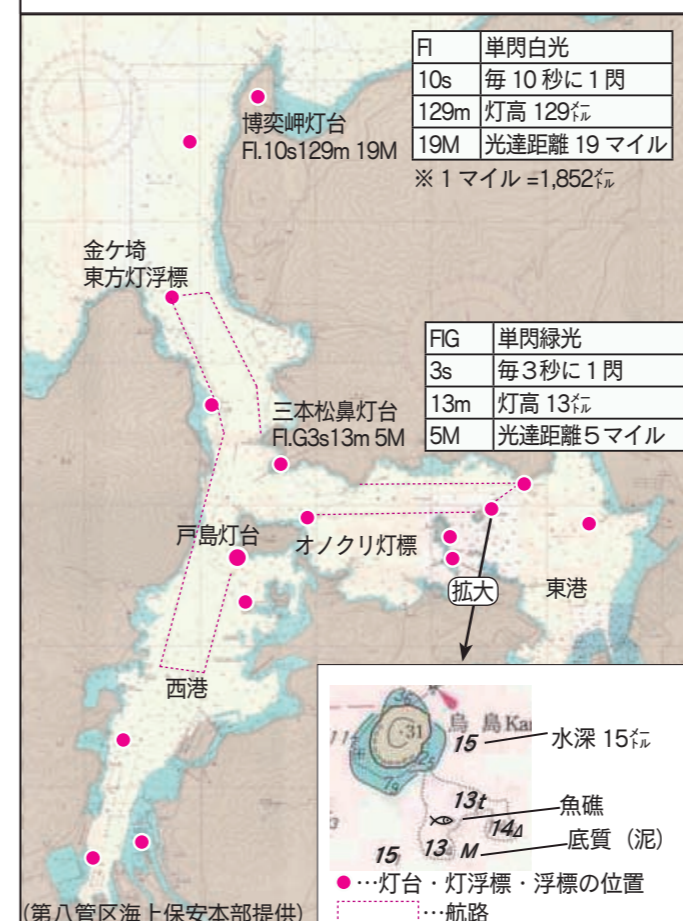 Fl 単閃白光
10s 毎10秒に1閃
129m 灯高 129㍍
19M 光達距離 19 マイル
※1マイル=1,852㍍
博奕岬灯台
Fl.10s129m 19M
金ケ埼
東方灯浮標
FlG 単閃緑光
3s 毎3秒に1閃
13m 灯高 13㍍
5M 光達距離5マイル
三本松鼻灯台
Fl.G3s13m 5M
戸島灯台
オノクリ灯標
拡大
東港
西港
烏 島 Kar
31
15
水深 15㍍
13t
魚礁
14
底質（泥）
15
13
M
●…灯台・灯浮標・浮標の位置
…航路
(第八管区海上保安本部提供)